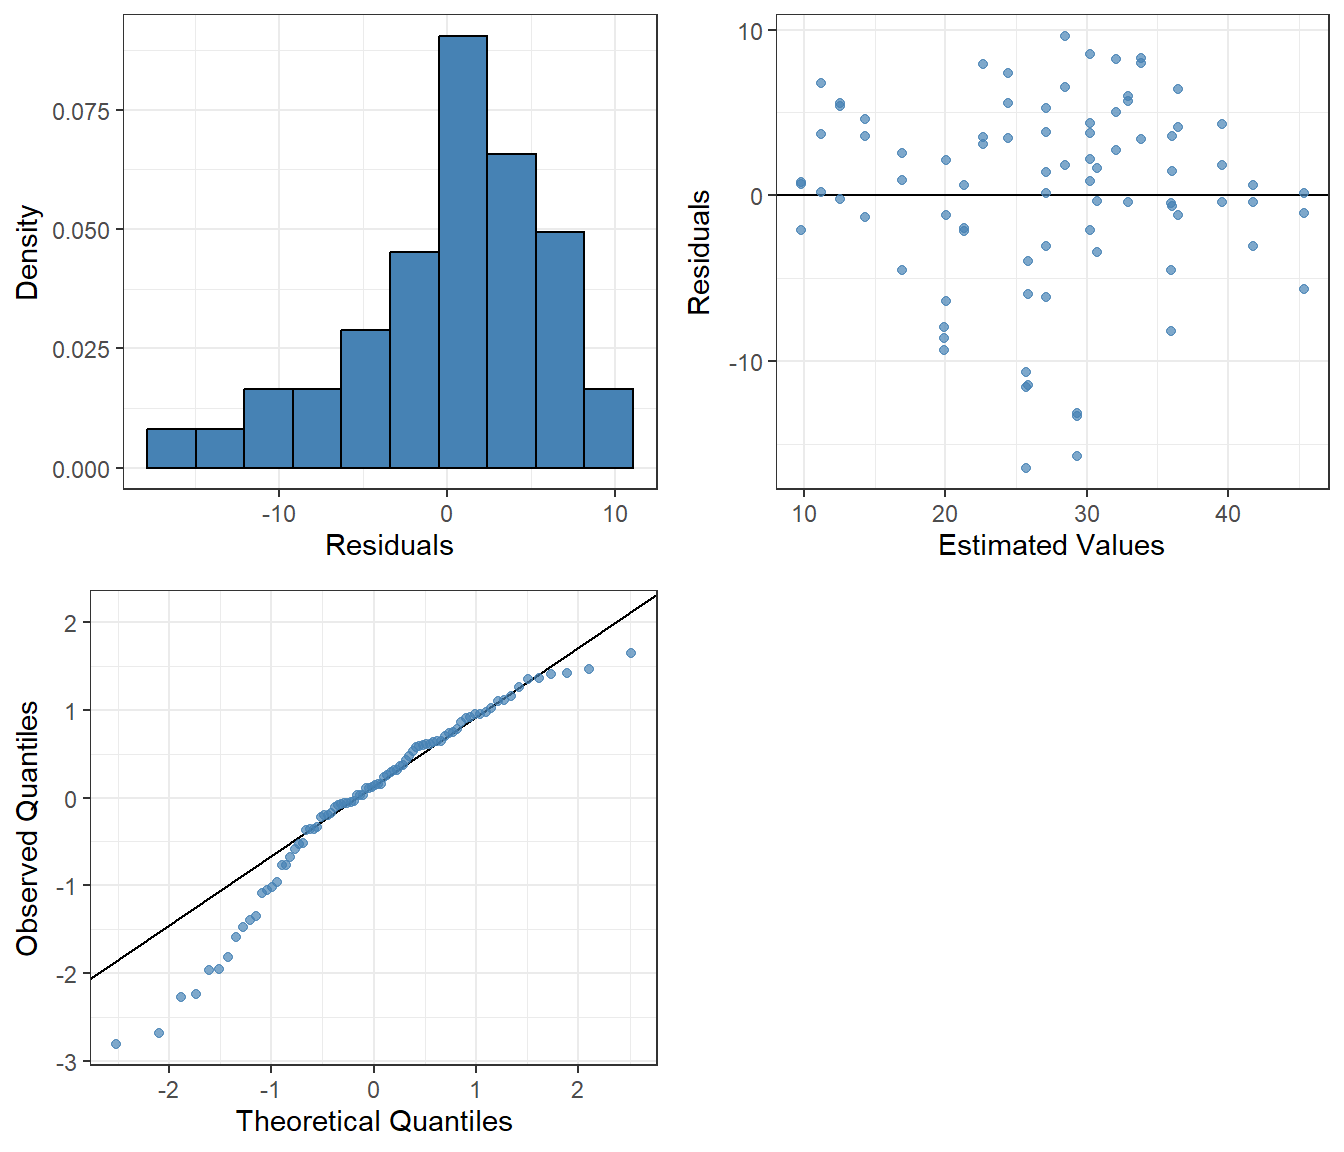 0.075
0.050
0.025
0.000
Density
-10 0 10
Residuals
10
0
-10
Residuals
10 20 30 40
Estimated Values
2
1
0
-1
-2
-3
Observed Quantiles
-2 -1 0 1 2
Theoretical Quantiles